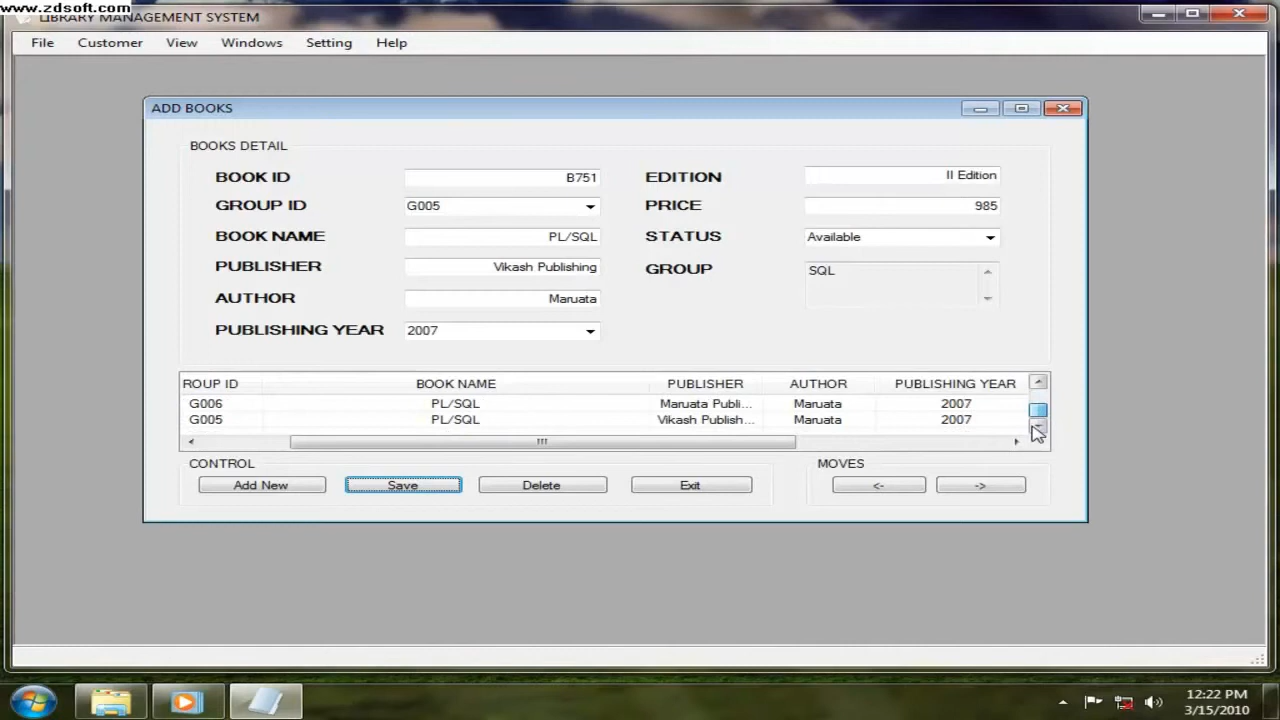 www.zdsoft.com
LIBRARY MANAGEMENT SYSTEM
File Customer View Windows Setting Help
ADD BOOKS
BOOKS DETAIL
BOOK ID B751 EDITION II Edition
GROUP ID G005 PRICE 985
BOOK NAME PL/SQL STATUS Available
PUBLISHER Vikash Publishing GROUP SQL
AUTHOR Maruata
PUBLISHING YEAR 2007
ROUP ID BOOK NAME PUBLISHER AUTHOR PUBLISHING YEAR
G006 PL/SQL Maruata Publi... Maruata 2007
G005 PL/SQL Vikash Publish... Maruata 2007
CONTROL MOVES
Add New Save Delete Exit <- ->
12:22 PM
3/15/2010